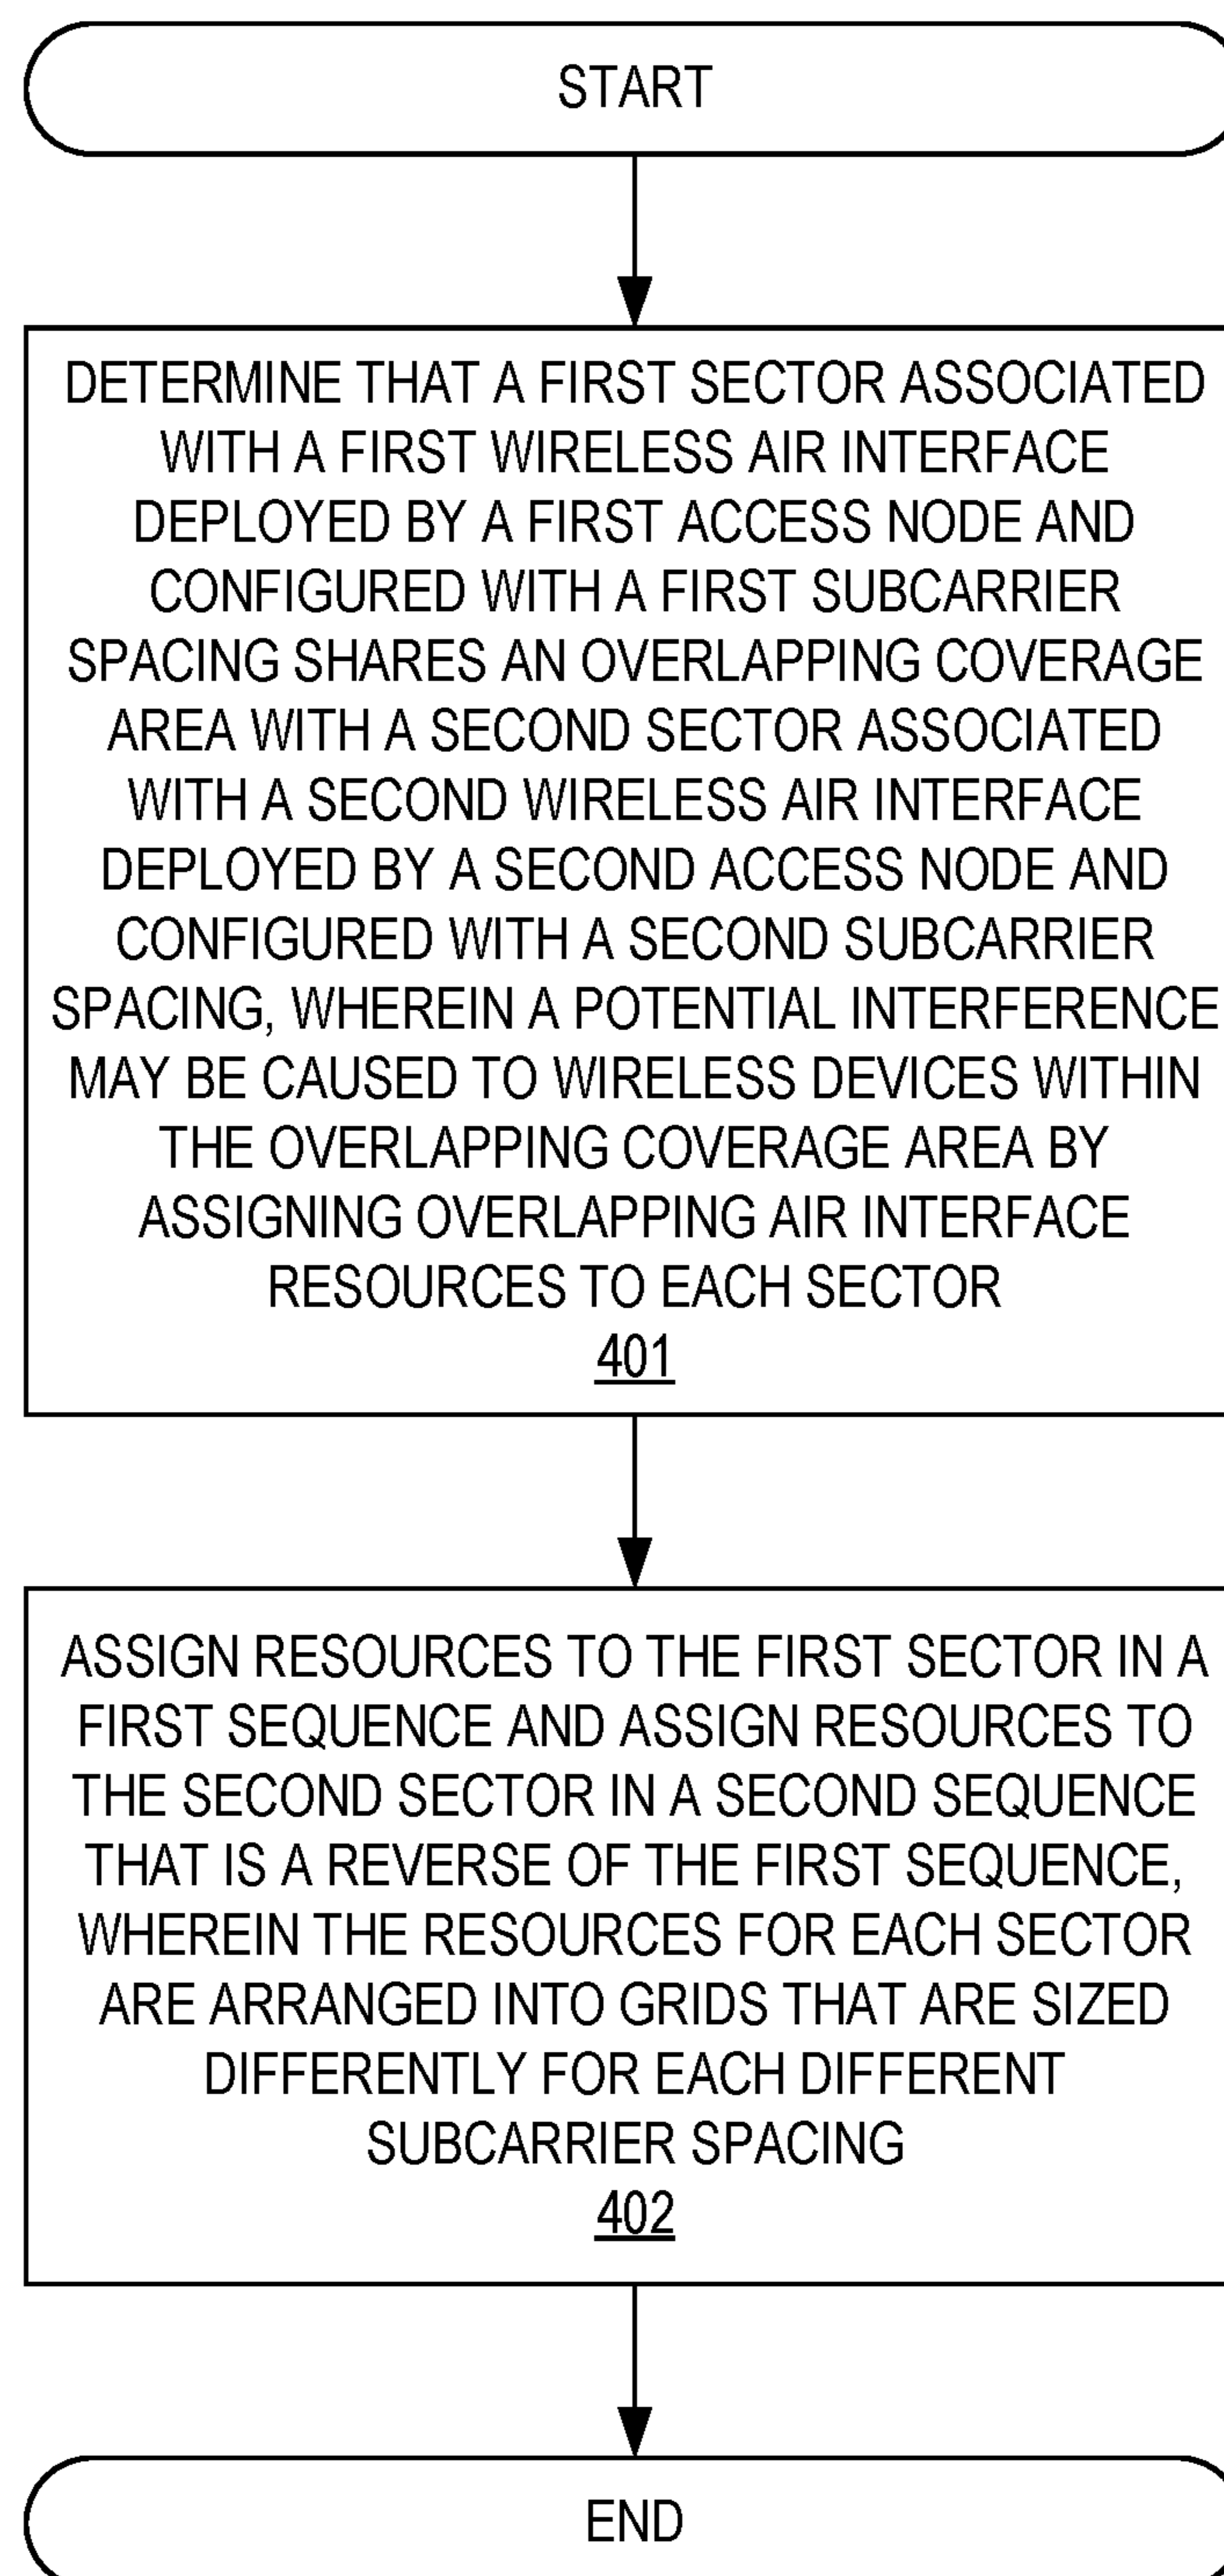 START
DETERMINE THAT A FIRST SECTOR ASSOCIATED
WITH A FIRST WIRELESS AIR INTERFACE
DEPLOYED BY A FIRST ACCESS NODE AND
CONFIGURED WITH A FIRST SUBCARRIER
SPACING SHARES AN OVERLAPPING COVERAGE
AREA WITH A SECOND SECTOR ASSOCIATED
WITH A SECOND WIRELESS AIR INTERFACE
DEPLOYED BY A SECOND ACCESS NODE AND
CONFIGURED WITH A SECOND SUBCARRIER
SPACING, WHEREIN A POTENTIAL INTERFERENCE
MAY BE CAUSED TO WIRELESS DEVICES WITHIN
THE OVERLAPPING COVERAGE AREA BY
ASSIGNING OVERLAPPING AIR INTERFACE
RESOURCES TO EACH SECTOR
401
ASSIGN RESOURCES TO THE FIRST SECTOR IN A
FIRST SEQUENCE AND ASSIGN RESOURCES TO
THE SECOND SECTOR IN A SECOND SEQUENCE
THAT IS A REVERSE OF THE FIRST SEQUENCE,
WHEREIN THE RESOURCES FOR EACH SECTOR
ARE ARRANGED INTO GRIDS THAT ARE SIZED
DIFFERENTLY FOR EACH DIFFERENT
SUBCARRIER SPACING
402
END